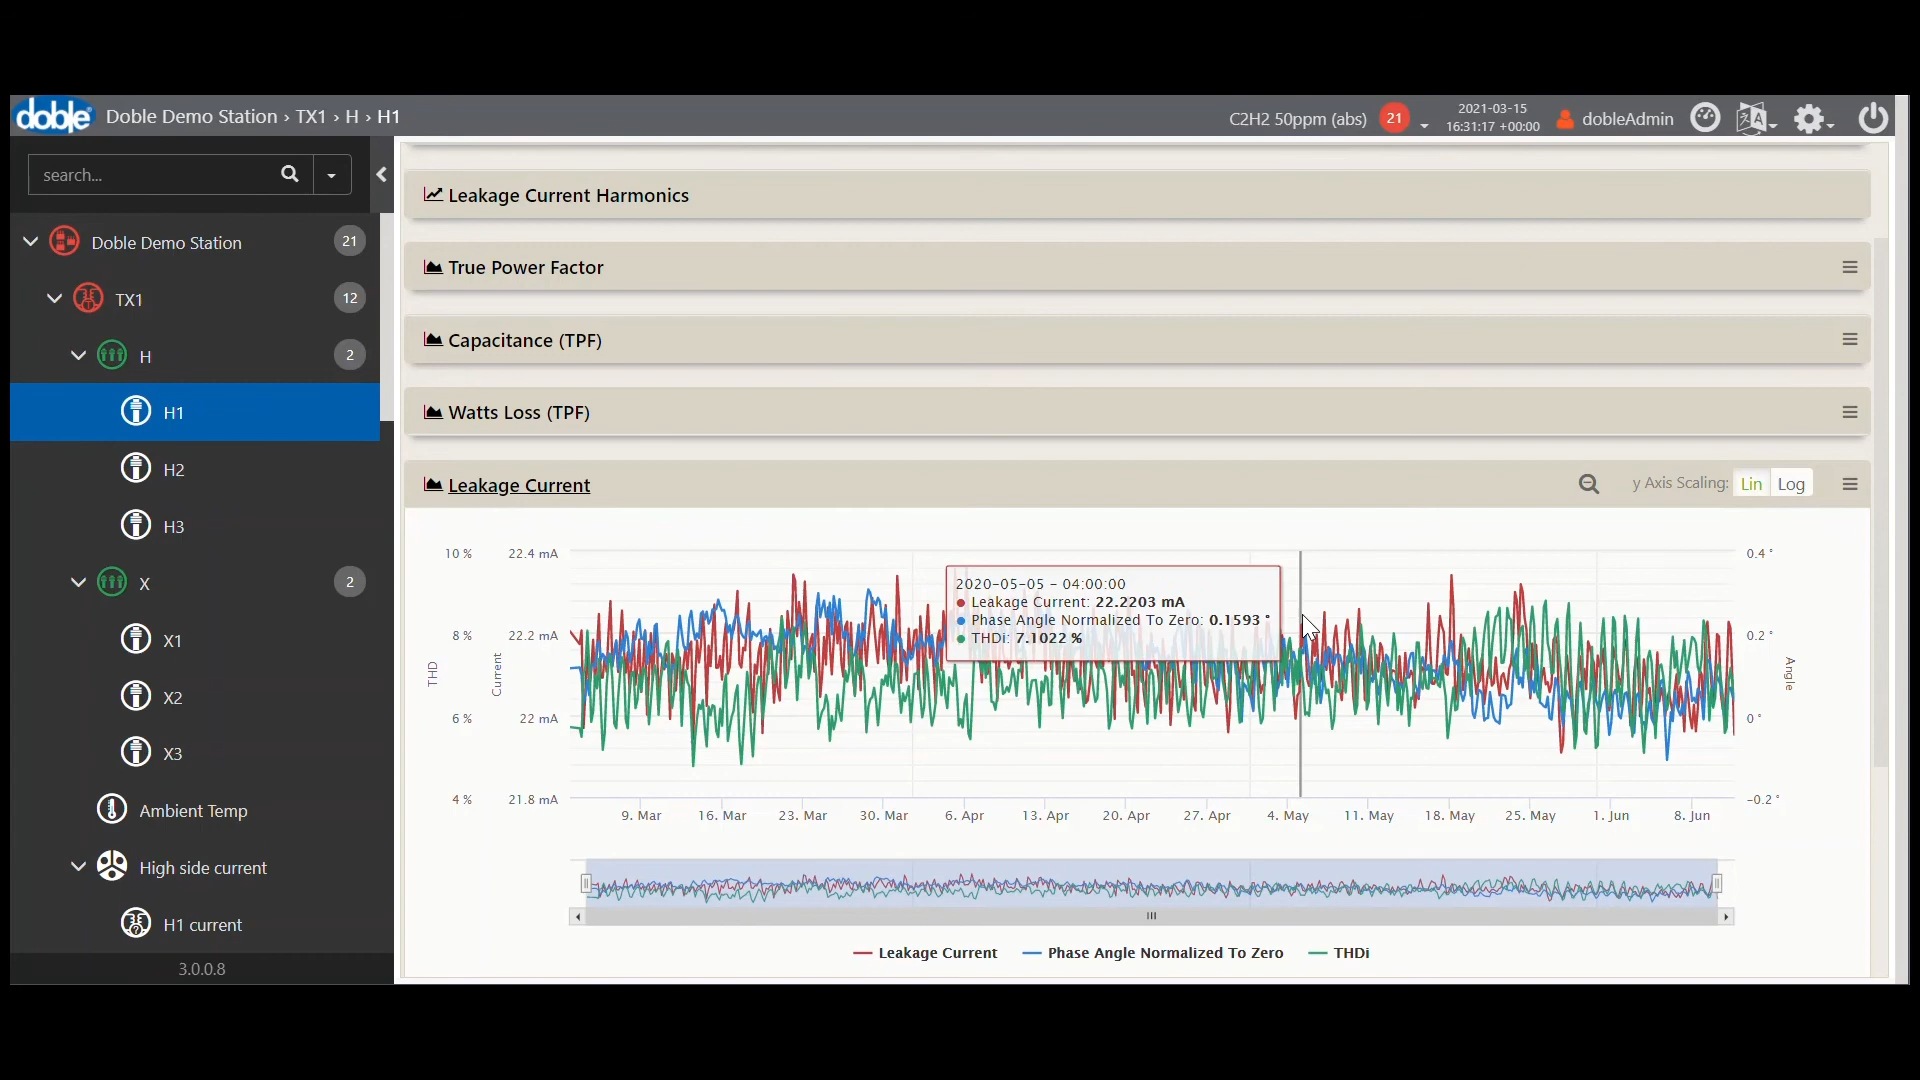 doble Doble Demo Station › TX1 › H › H1
C2H2 50ppm (abs) 21 2021-03-15 16:31:17 +00:00 dobleAdmin
search...
Doble Demo Station 21
TX1 12
H 2
H1
H2
H3
X 2
X1
X2
X3
Ambient Temp
High side current
H1 current
3.0.0.8
Leakage Current Harmonics
True Power Factor
Capacitance (TPF)
Watts Loss (TPF)
Leakage Current
y Axis Scaling: Lin Log
10 % 22.4 mA 0.4 °
8 % 22.2 mA 0.2 °
6 % 22 mA 0 °
4 % 21.8 mA -0.2 °
THD
Current
Angle
2020-05-05 - 04:00:00
Leakage Current: 22.2203 mA
Phase Angle Normalized To Zero: 0.1593 °
THDi: 7.1022 %
9. Mar 16. Mar 23. Mar 30. Mar 6. Apr 13. Apr 20. Apr 27. Apr 4. May 11. May 18. May 25. May 1. Jun 8. Jun
Leakage Current Phase Angle Normalized To Zero THDi